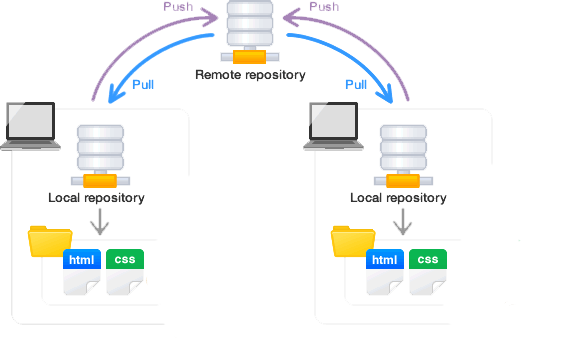 Push
Push
Pull
Pull
Remote repository
Local repository
Local repository
html
css
html
css